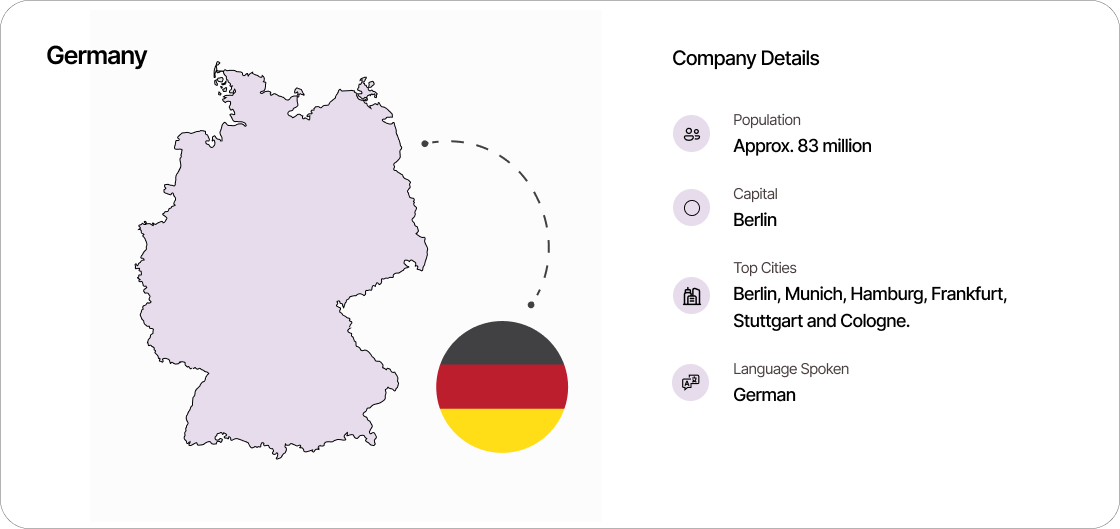 Germany
Company Details
Population
Approx. 83 million
Capital
Berlin
Top Cities
Berlin, Munich, Hamburg, Frankfurt,
Stuttgart and Cologne.
Language Spoken
German